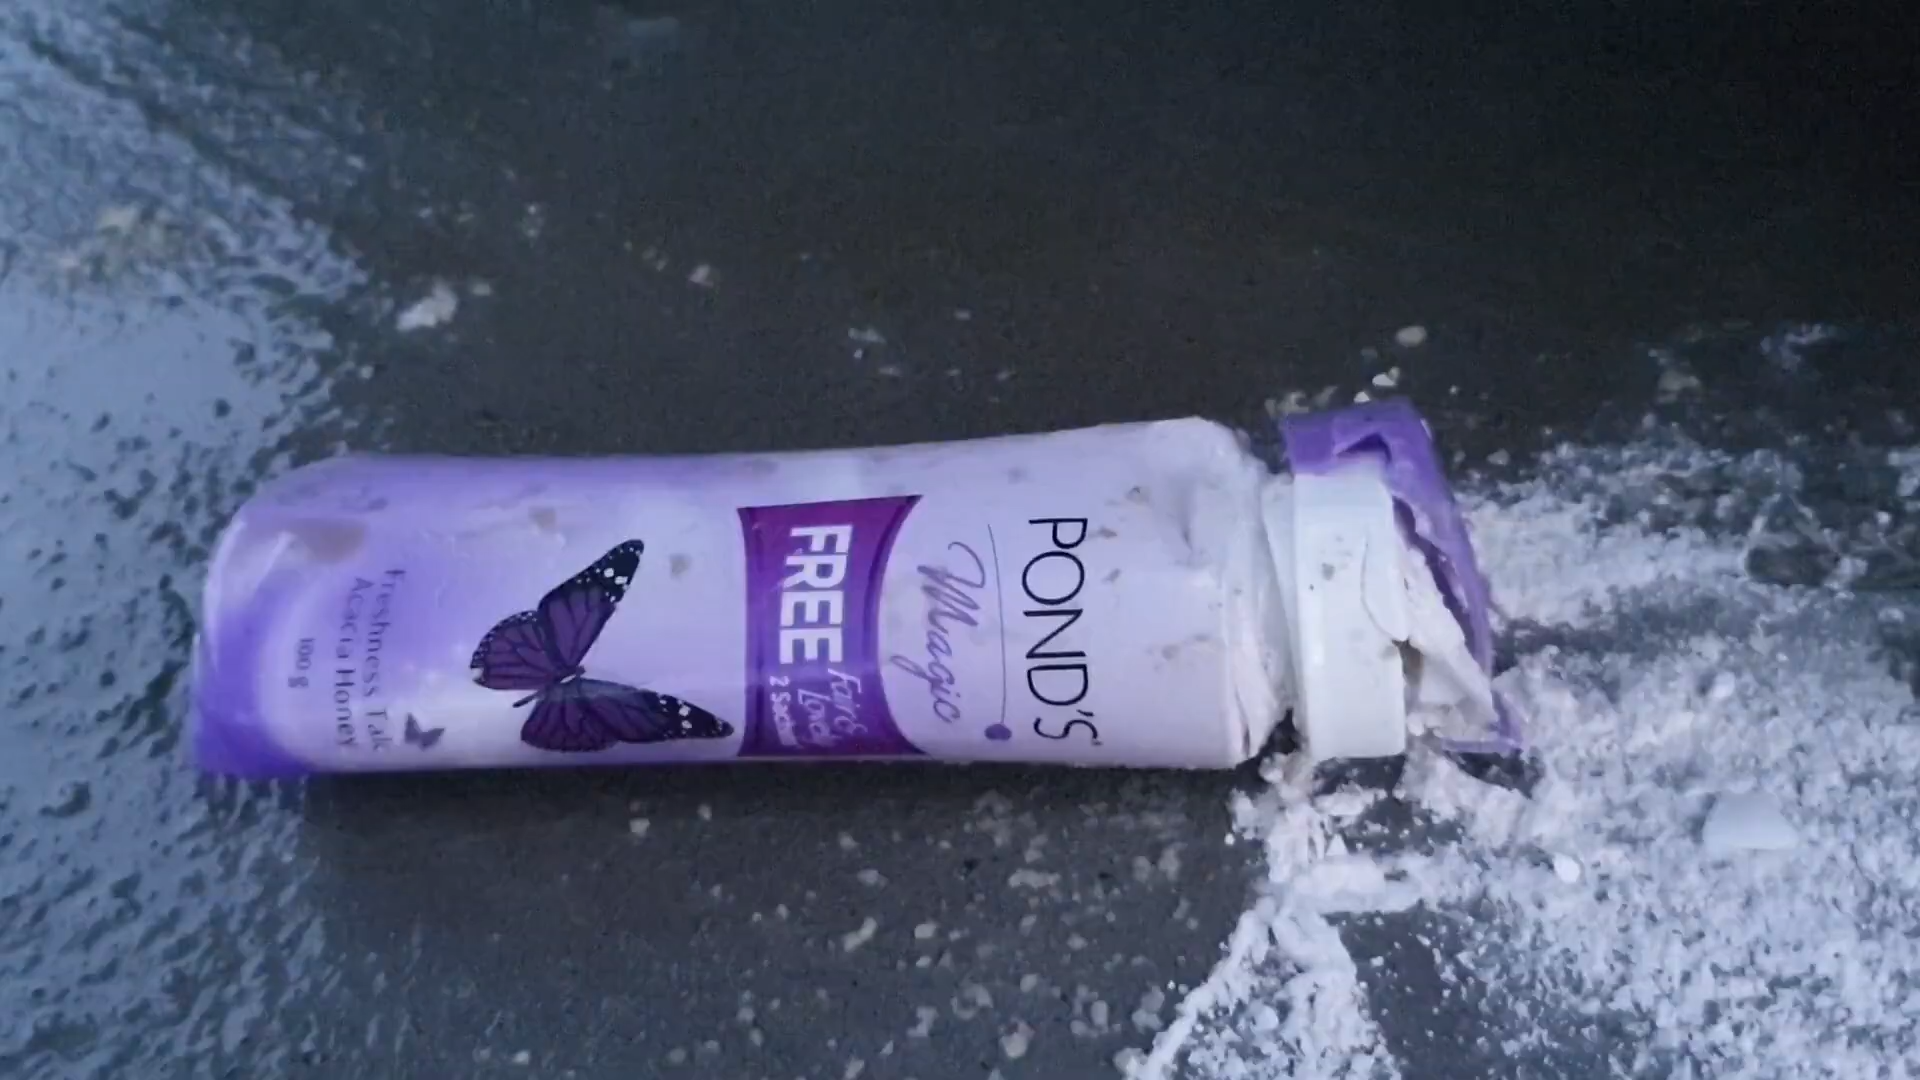 POND'S
Magic
FREE
Fair &
Lovely
2 Sachets
Freshness Talc
Acacia Honey
100 g